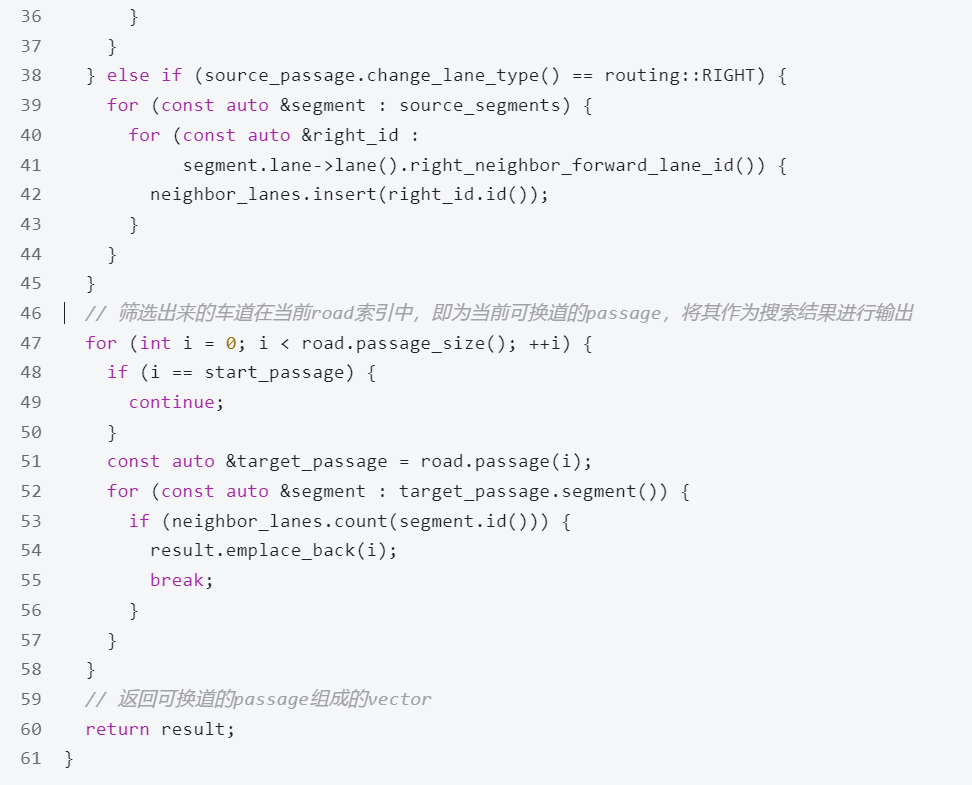 36       }
37     }
38   } else if (source_passage.change_lane_type() == routing::RIGHT) {
39     for (const auto &segment : source_segments) {
40       for (const auto &right_id :
41            segment.lane->lane().right_neighbor_forward_lane_id()) {
42         neighbor_lanes.insert(right_id.id());
43       }
44     }
45   }
46   // 筛选出来的车道在当前road索引中，即为当前可换道的passage，将其作为搜索结果进行输出
47   for (int i = 0; i < road.passage_size(); ++i) {
48     if (i == start_passage) {
49       continue;
50     }
51     const auto &target_passage = road.passage(i);
52     for (const auto &segment : target_passage.segment()) {
53       if (neighbor_lanes.count(segment.id())) {
54         result.emplace_back(i);
55         break;
56       }
57     }
58   }
59   // 返回可换道的passage组成的vector
60   return result;
61 }